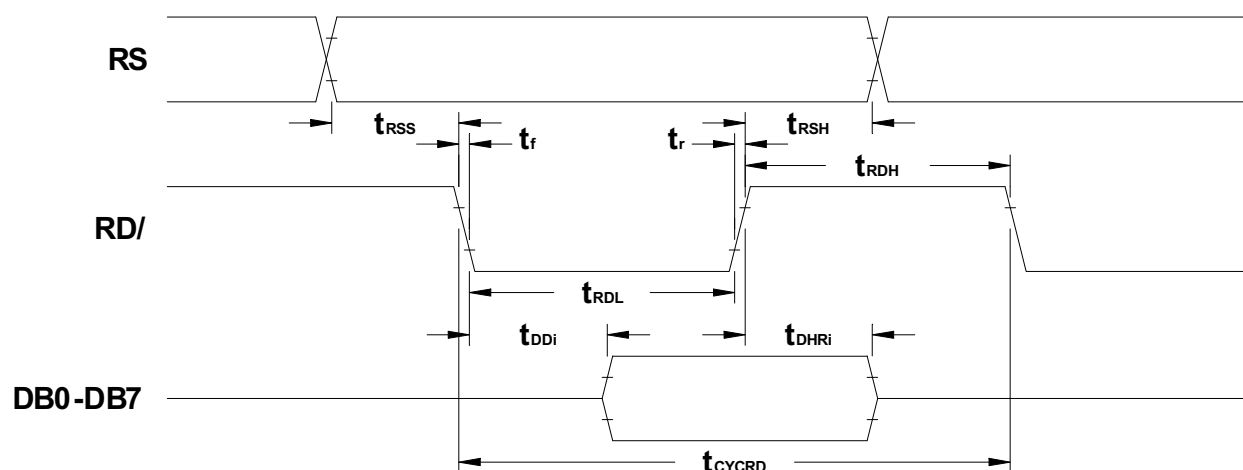 RS
tRSS
tRSH
tf
tr
tRDH
RD/
tRDL
tDDi
tDHRi
DB0-DB7
tCYCRD